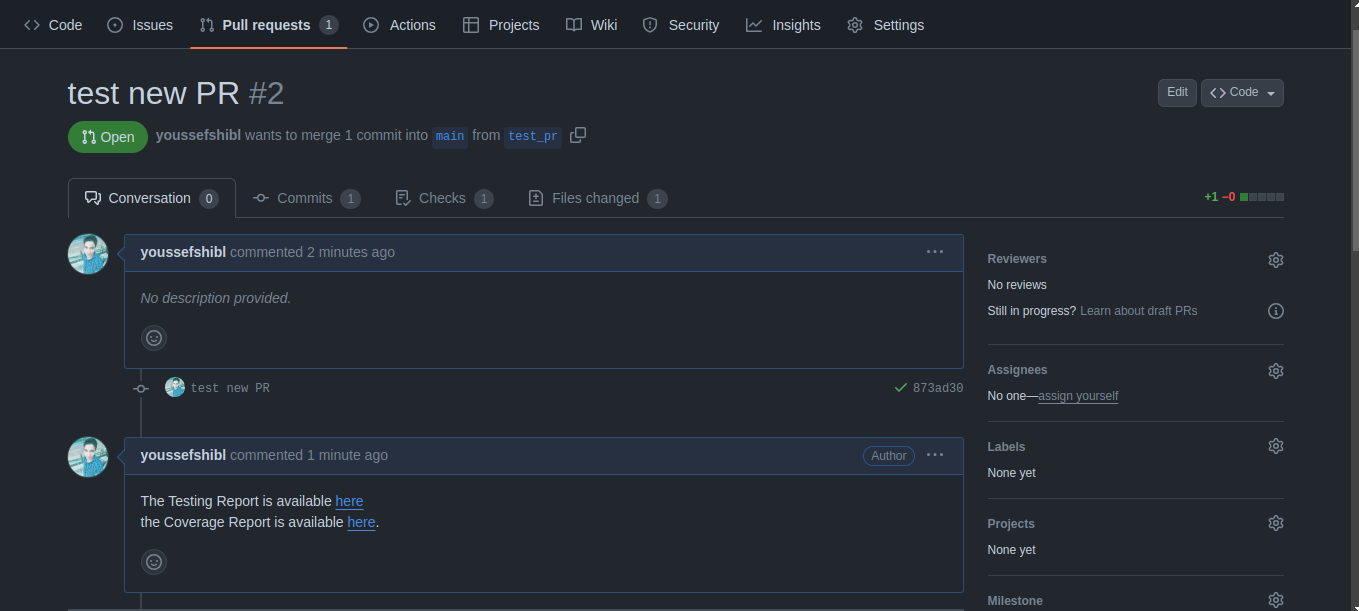 Code Issues Pull requests 1 Actions Projects Wiki Security Insights Settings
test new PR #2
Edit Code
Open youssefshibl wants to merge 1 commit into main from test_pr
Conversation 0 Commits 1 Checks 1 Files changed 1 +1 −0
youssefshibl commented 2 minutes ago
No description provided.
test new PR 873ad30
youssefshibl commented 1 minute ago Author
The Testing Report is available here
the Coverage Report is available here.
Reviewers
No reviews
Still in progress? Learn about draft PRs
Assignees
No one—assign yourself
Labels
None yet
Projects
None yet
Milestone